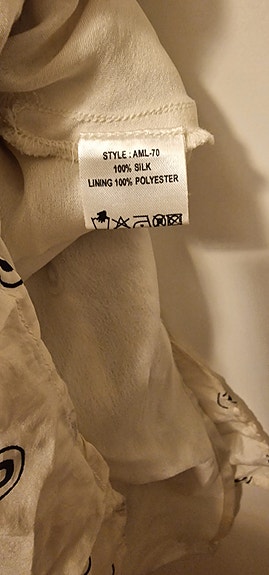 STYLE : AML-70
100% SILK
LINING 100% POLYESTER